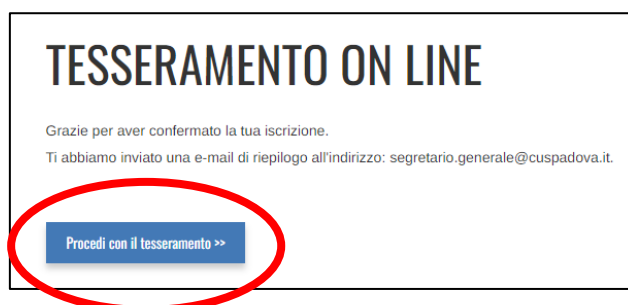 TESSERAMENTO ON LINE
Grazie per aver confermato la tua iscrizione.
Ti abbiamo inviato una e-mail di riepilogo all'indirizzo: segretario.generale@cuspadova.it.
Procedi con il tesseramento >>